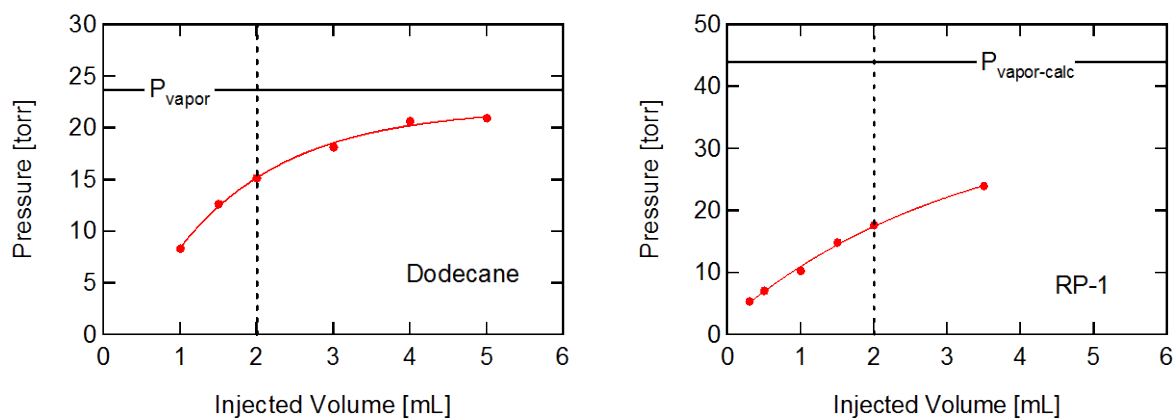 30
25
20
15
10
5
0
Pressure [torr]
P_vapor
Dodecane
0 1 2 3 4 5 6
Injected Volume [mL]
50
40
30
20
10
0
Pressure [torr]
P_vapor-calc
RP-1
0 1 2 3 4 5 6
Injected Volume [mL]